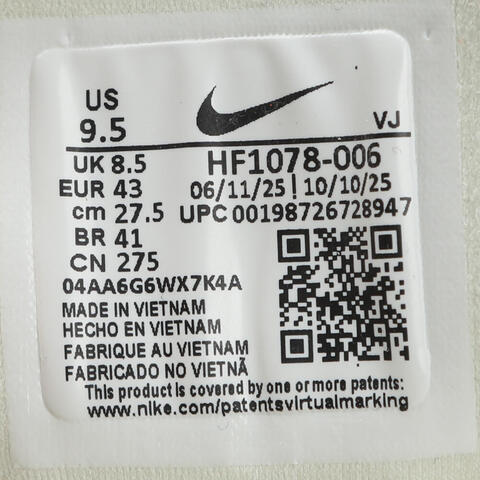 US
9.5
VJ
UK 8.5
HF1078-006
EUR 43
06/11/25 | 10/10/25
cm 27.5
UPC 00198726728947
BR 41
CN 275
04AA6G6WX7K4A
MADE IN VIETNAM
HECHO EN VIETNAM
FABRIQUE AU VIETNAM
FABRICADO NO VIETNÃ
This product is covered by one or more patents:
www.nike.com/patentsvirtualmarking